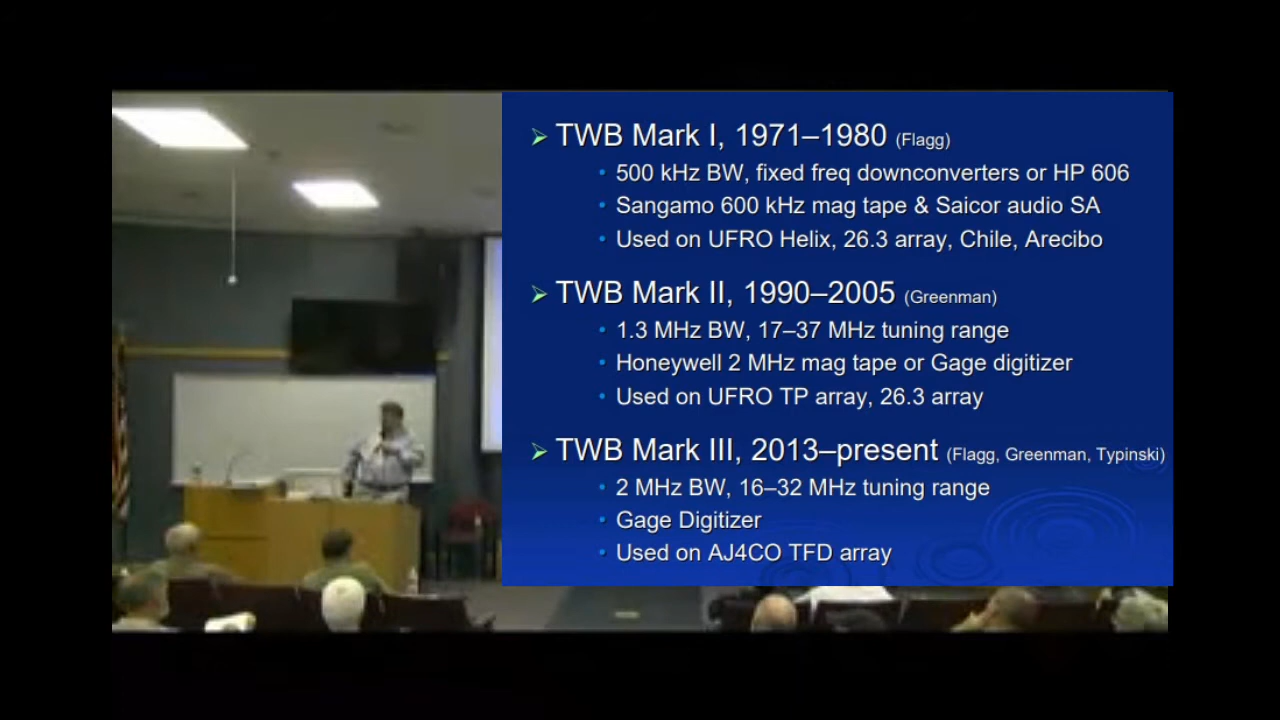 TWB Mark I, 1971–1980 (Flagg)
500 kHz BW, fixed freq downconverters or HP 606
Sangamo 600 kHz mag tape & Saicor audio SA
Used on UFRO Helix, 26.3 array, Chile, Arecibo
TWB Mark II, 1990–2005 (Greenman)
1.3 MHz BW, 17–37 MHz tuning range
Honeywell 2 MHz mag tape or Gage digitizer
Used on UFRO TP array, 26.3 array
TWB Mark III, 2013–present (Flagg, Greenman, Typinski)
2 MHz BW, 16–32 MHz tuning range
Gage Digitizer
Used on AJ4CO TFD array